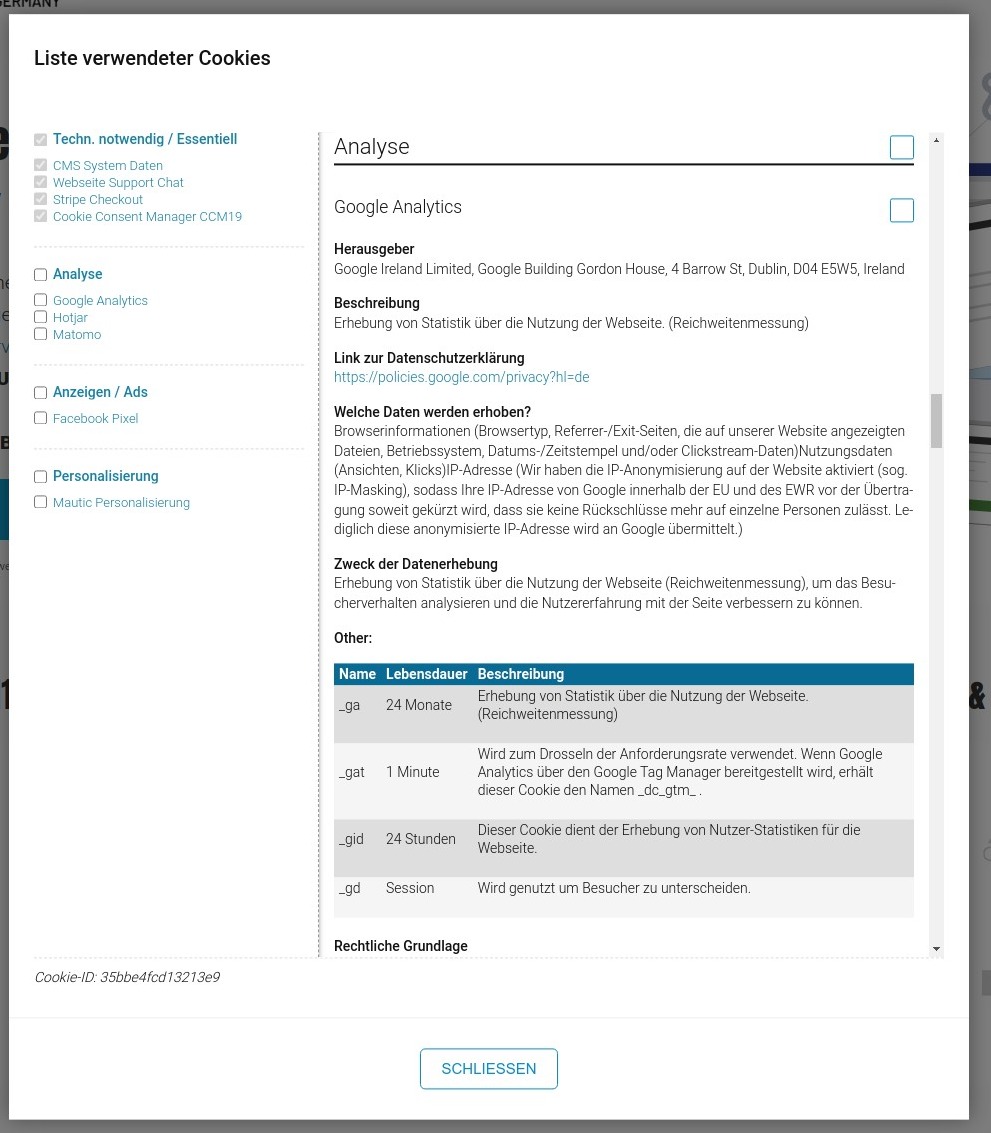 GERMANY
Liste verwendeter Cookies
Techn. notwendig / Essentiell
CMS System Daten
Webseite Support Chat
Stripe Checkout
Cookie Consent Manager CCM19
Analyse
Google Analytics
Hotjar
Matomo
Anzeigen / Ads
Facebook Pixel
Personalisierung
Mautic Personalisierung
Analyse
Google Analytics
Herausgeber
Google Ireland Limited, Google Building Gordon House, 4 Barrow St, Dublin, D04 E5W5, Ireland
Beschreibung
Erhebung von Statistik über die Nutzung der Webseite. (Reichweitenmessung)
Link zur Datenschutzerklärung
https://policies.google.com/privacy?hl=de
Welche Daten werden erhoben?
Browserinformationen (Browsertyp, Referrer-/Exit-Seiten, die auf unserer Website angezeigten
Dateien, Betriebssystem, Datums-/Zeitstempel und/oder Clickstream-Daten)Nutzungsdaten
(Ansichten, Klicks)IP-Adresse (Wir haben die IP-Anonymisierung auf der Website aktiviert (sog.
IP-Masking), sodass Ihre IP-Adresse von Google innerhalb der EU und des EWR vor der Übertra-
gung soweit gekürzt wird, dass sie keine Rückschlüsse mehr auf einzelne Personen zulässt. Le-
diglich diese anonymisierte IP-Adresse wird an Google übermittelt.)
Zweck der Datenerhebung
Erhebung von Statistik über die Nutzung der Webseite (Reichweitenmessung), um das Besu-
cherverhalten analysieren und die Nutzererfahrung mit der Seite verbessern zu können.
Other:
Name Lebensdauer Beschreibung
_ga 24 Monate Erhebung von Statistik über die Nutzung der Webseite.
(Reichweitenmessung)
_gat 1 Minute Wird zum Drosseln der Anforderungsrate verwendet. Wenn Google
Analytics über den Google Tag Manager bereitgestellt wird, erhält
dieser Cookie den Namen _dc_gtm_ .
_gid 24 Stunden Dieser Cookie dient der Erhebung von Nutzer-Statistiken für die
Webseite.
_gd Session Wird genutzt um Besucher zu unterscheiden.
Rechtliche Grundlage
Cookie-ID: 35bbe4fcd13213e9
SCHLIESSEN
&